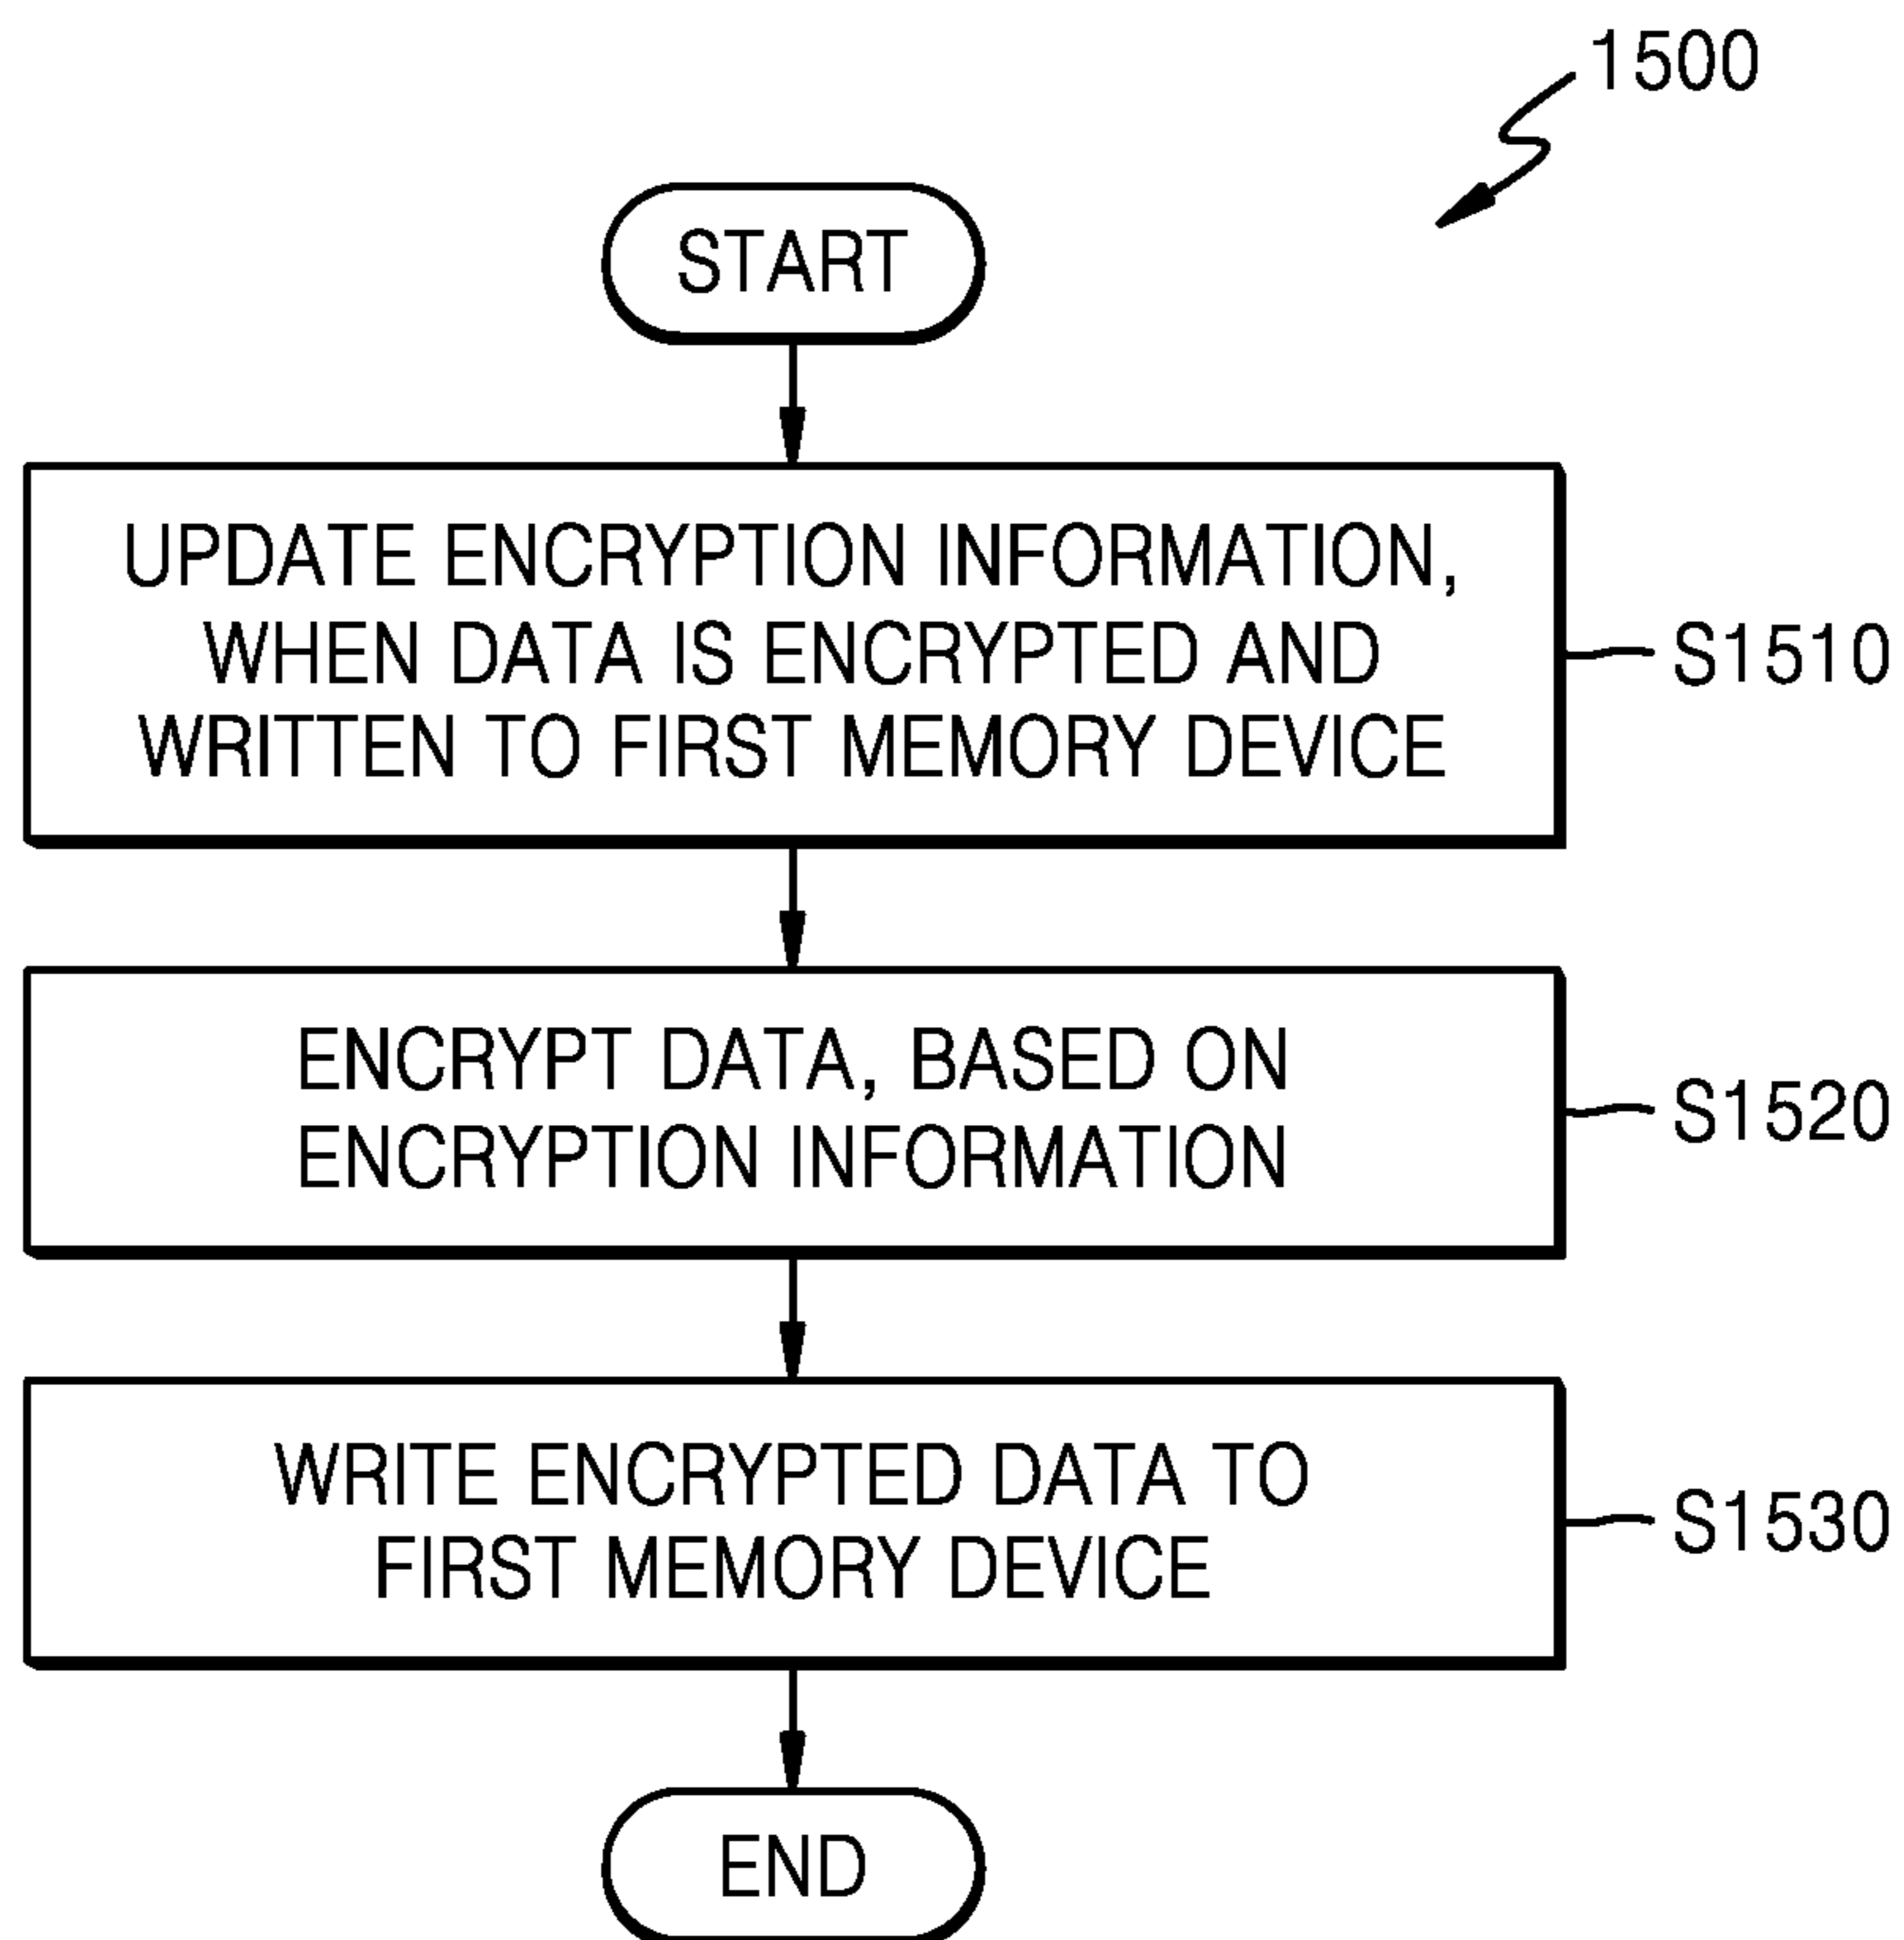 1500
START
UPDATE ENCRYPTION INFORMATION,
WHEN DATA IS ENCRYPTED AND
WRITTEN TO FIRST MEMORY DEVICE
S1510
ENCRYPT DATA, BASED ON
ENCRYPTION INFORMATION
S1520
WRITE ENCRYPTED DATA TO
FIRST MEMORY DEVICE
S1530
END